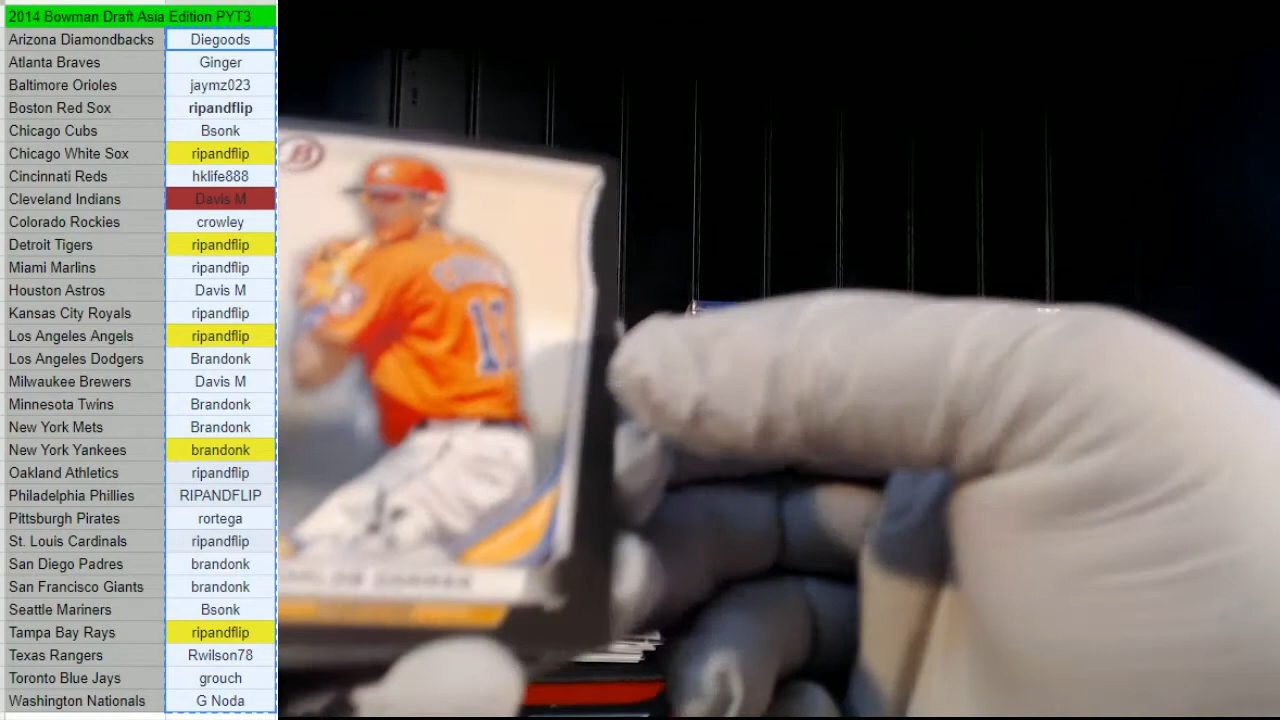 2014 Bowman Draft Asia Edition PYT3
Arizona Diamondbacks Diegoods
Atlanta Braves Ginger
Baltimore Orioles jaymz023
Boston Red Sox ripandflip
Chicago Cubs Bsonk
Chicago White Sox ripandflip
Cincinnati Reds hklife888
Cleveland Indians Davis M
Colorado Rockies crowley
Detroit Tigers ripandflip
Miami Marlins ripandflip
Houston Astros Davis M
Kansas City Royals ripandflip
Los Angeles Angels ripandflip
Los Angeles Dodgers Brandonk
Milwaukee Brewers Davis M
Minnesota Twins Brandonk
New York Mets Brandonk
New York Yankees brandonk
Oakland Athletics ripandflip
Philadelphia Phillies RIPANDFLIP
Pittsburgh Pirates rortega
St. Louis Cardinals ripandflip
San Diego Padres brandonk
San Francisco Giants brandonk
Seattle Mariners Bsonk
Tampa Bay Rays ripandflip
Texas Rangers Rwilson78
Toronto Blue Jays grouch
Washington Nationals G Noda
B